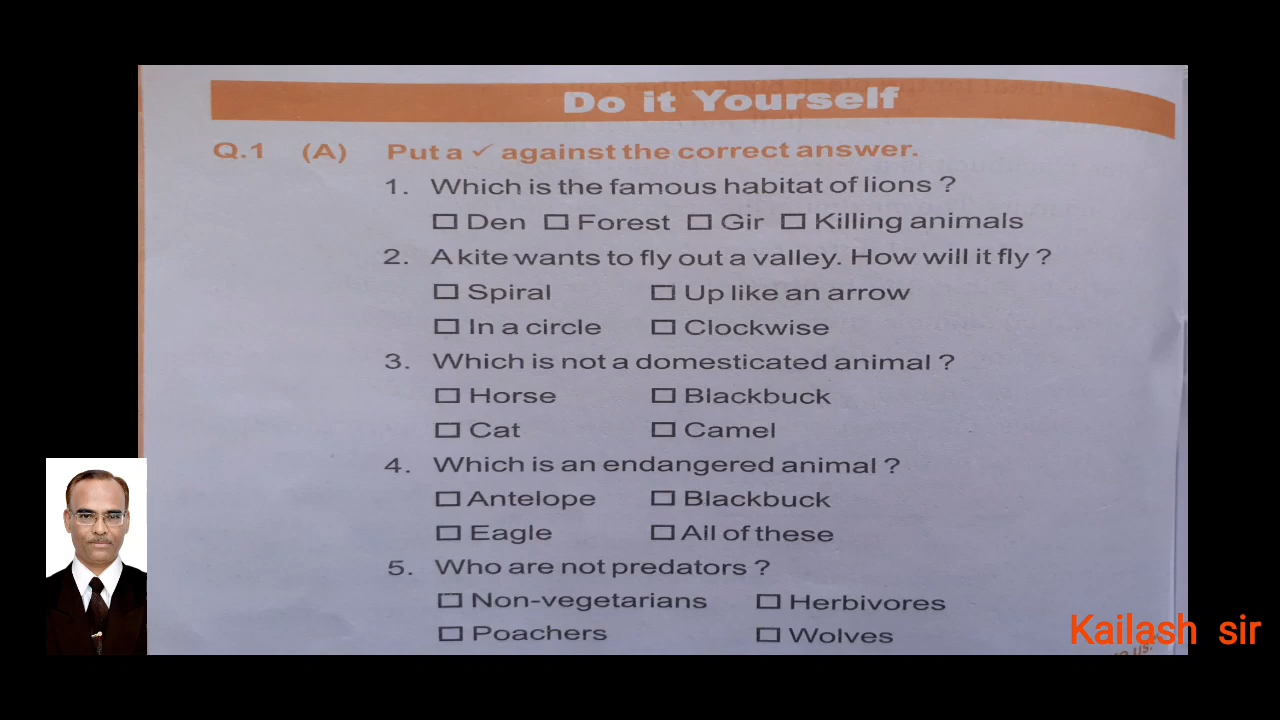 Do it Yourself
Q.1 (A) Put a ✓ against the correct answer.
1. Which is the famous habitat of lions ?
☐ Den ☐ Forest ☐ Gir ☐ Killing animals
2. A kite wants to fly out a valley. How will it fly ?
☐ Spiral ☐ Up like an arrow
☐ In a circle ☐ Clockwise
3. Which is not a domesticated animal ?
☐ Horse ☐ Blackbuck
☐ Cat ☐ Camel
4. Which is an endangered animal ?
☐ Antelope ☐ Blackbuck
☐ Eagle ☐ All of these
5. Who are not predators ?
☐ Non-vegetarians ☐ Herbivores
☐ Poachers ☐ Wolves
Kailash sir
us.